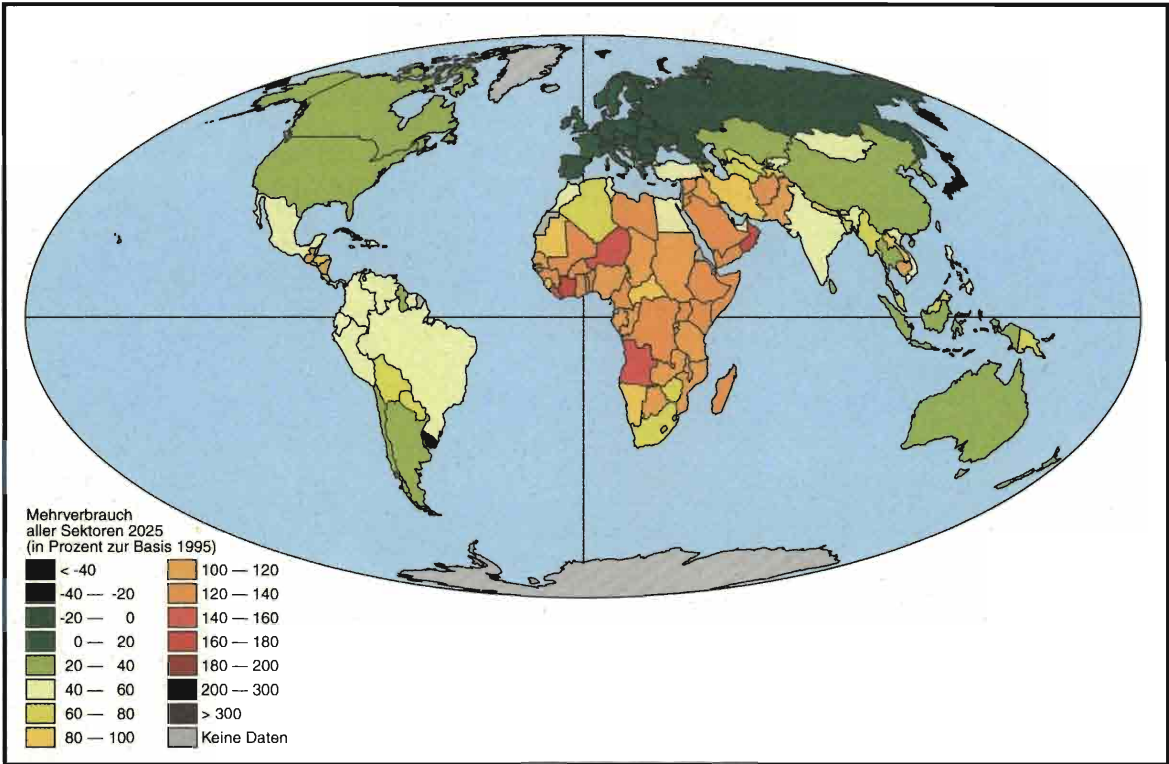 Mehrverbrauch
aller Sektoren 2025
(in Prozent zur Basis 1995)
< -40
-40 — -20
-20 — 0
0 — 20
20 — 40
40 — 60
60 — 80
80 — 100
100 — 120
120 — 140
140 — 160
160 — 180
180 — 200
200 — 300
> 300
Keine Daten